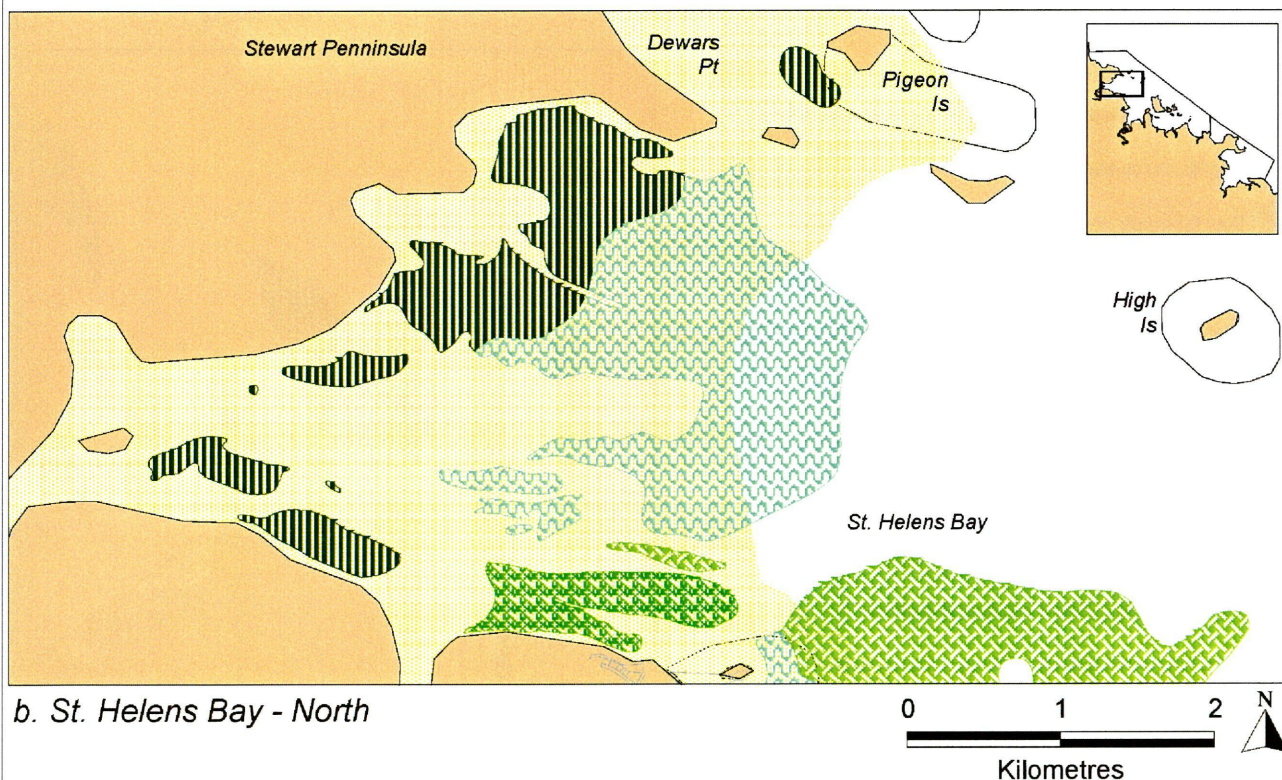 Stewart Penninsula
Dewars
Pt
Pigeon
Is
High
Is
St. Helens Bay
b. St. Helens Bay - North
0 1 2
Kilometres
N